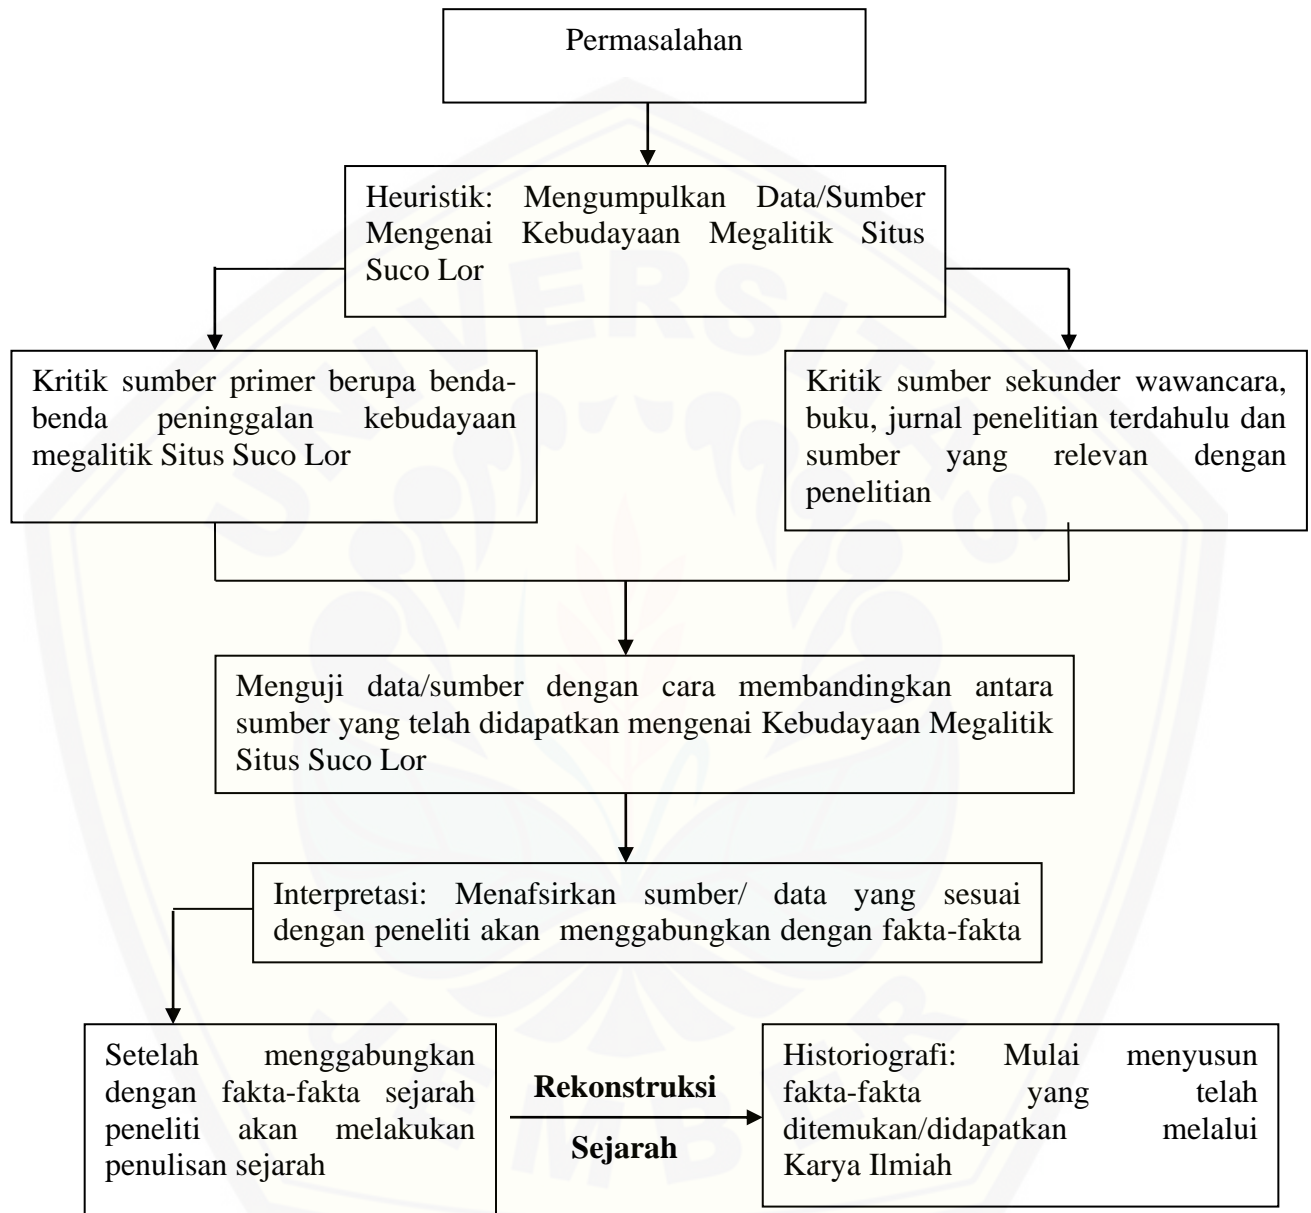 Permasalahan
Heuristik: Mengumpulkan Data/Sumber
Mengenai Kebudayaan Megalitik Situs
Suco Lor
Kritik sumber primer berupa benda-
benda peninggalan kebudayaan
megalitik Situs Suco Lor
Kritik sumber sekunder wawancara,
buku, jurnal penelitian terdahulu dan
sumber yang relevan dengan
penelitian
Menguji data/sumber dengan cara membandingkan antara
sumber yang telah didapatkan mengenai Kebudayaan Megalitik
Situs Suco Lor
Interpretasi: Menafsirkan sumber/ data yang sesuai
dengan peneliti akan menggabungkan dengan fakta-fakta
Setelah menggabungkan
dengan fakta-fakta sejarah
peneliti akan melakukan
penulisan sejarah
Rekonstruksi
Sejarah
Historiografi: Mulai menyusun
fakta-fakta yang telah
ditemukan/didapatkan melalui
Karya Ilmiah
UNIVERSITAS
JEMBER